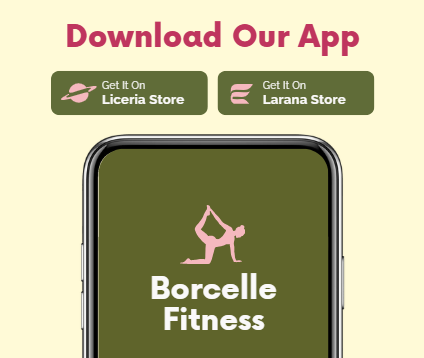 Download Our App
Get It On
Liceria Store
Get It On
Larana Store
Borcelle
Fitness